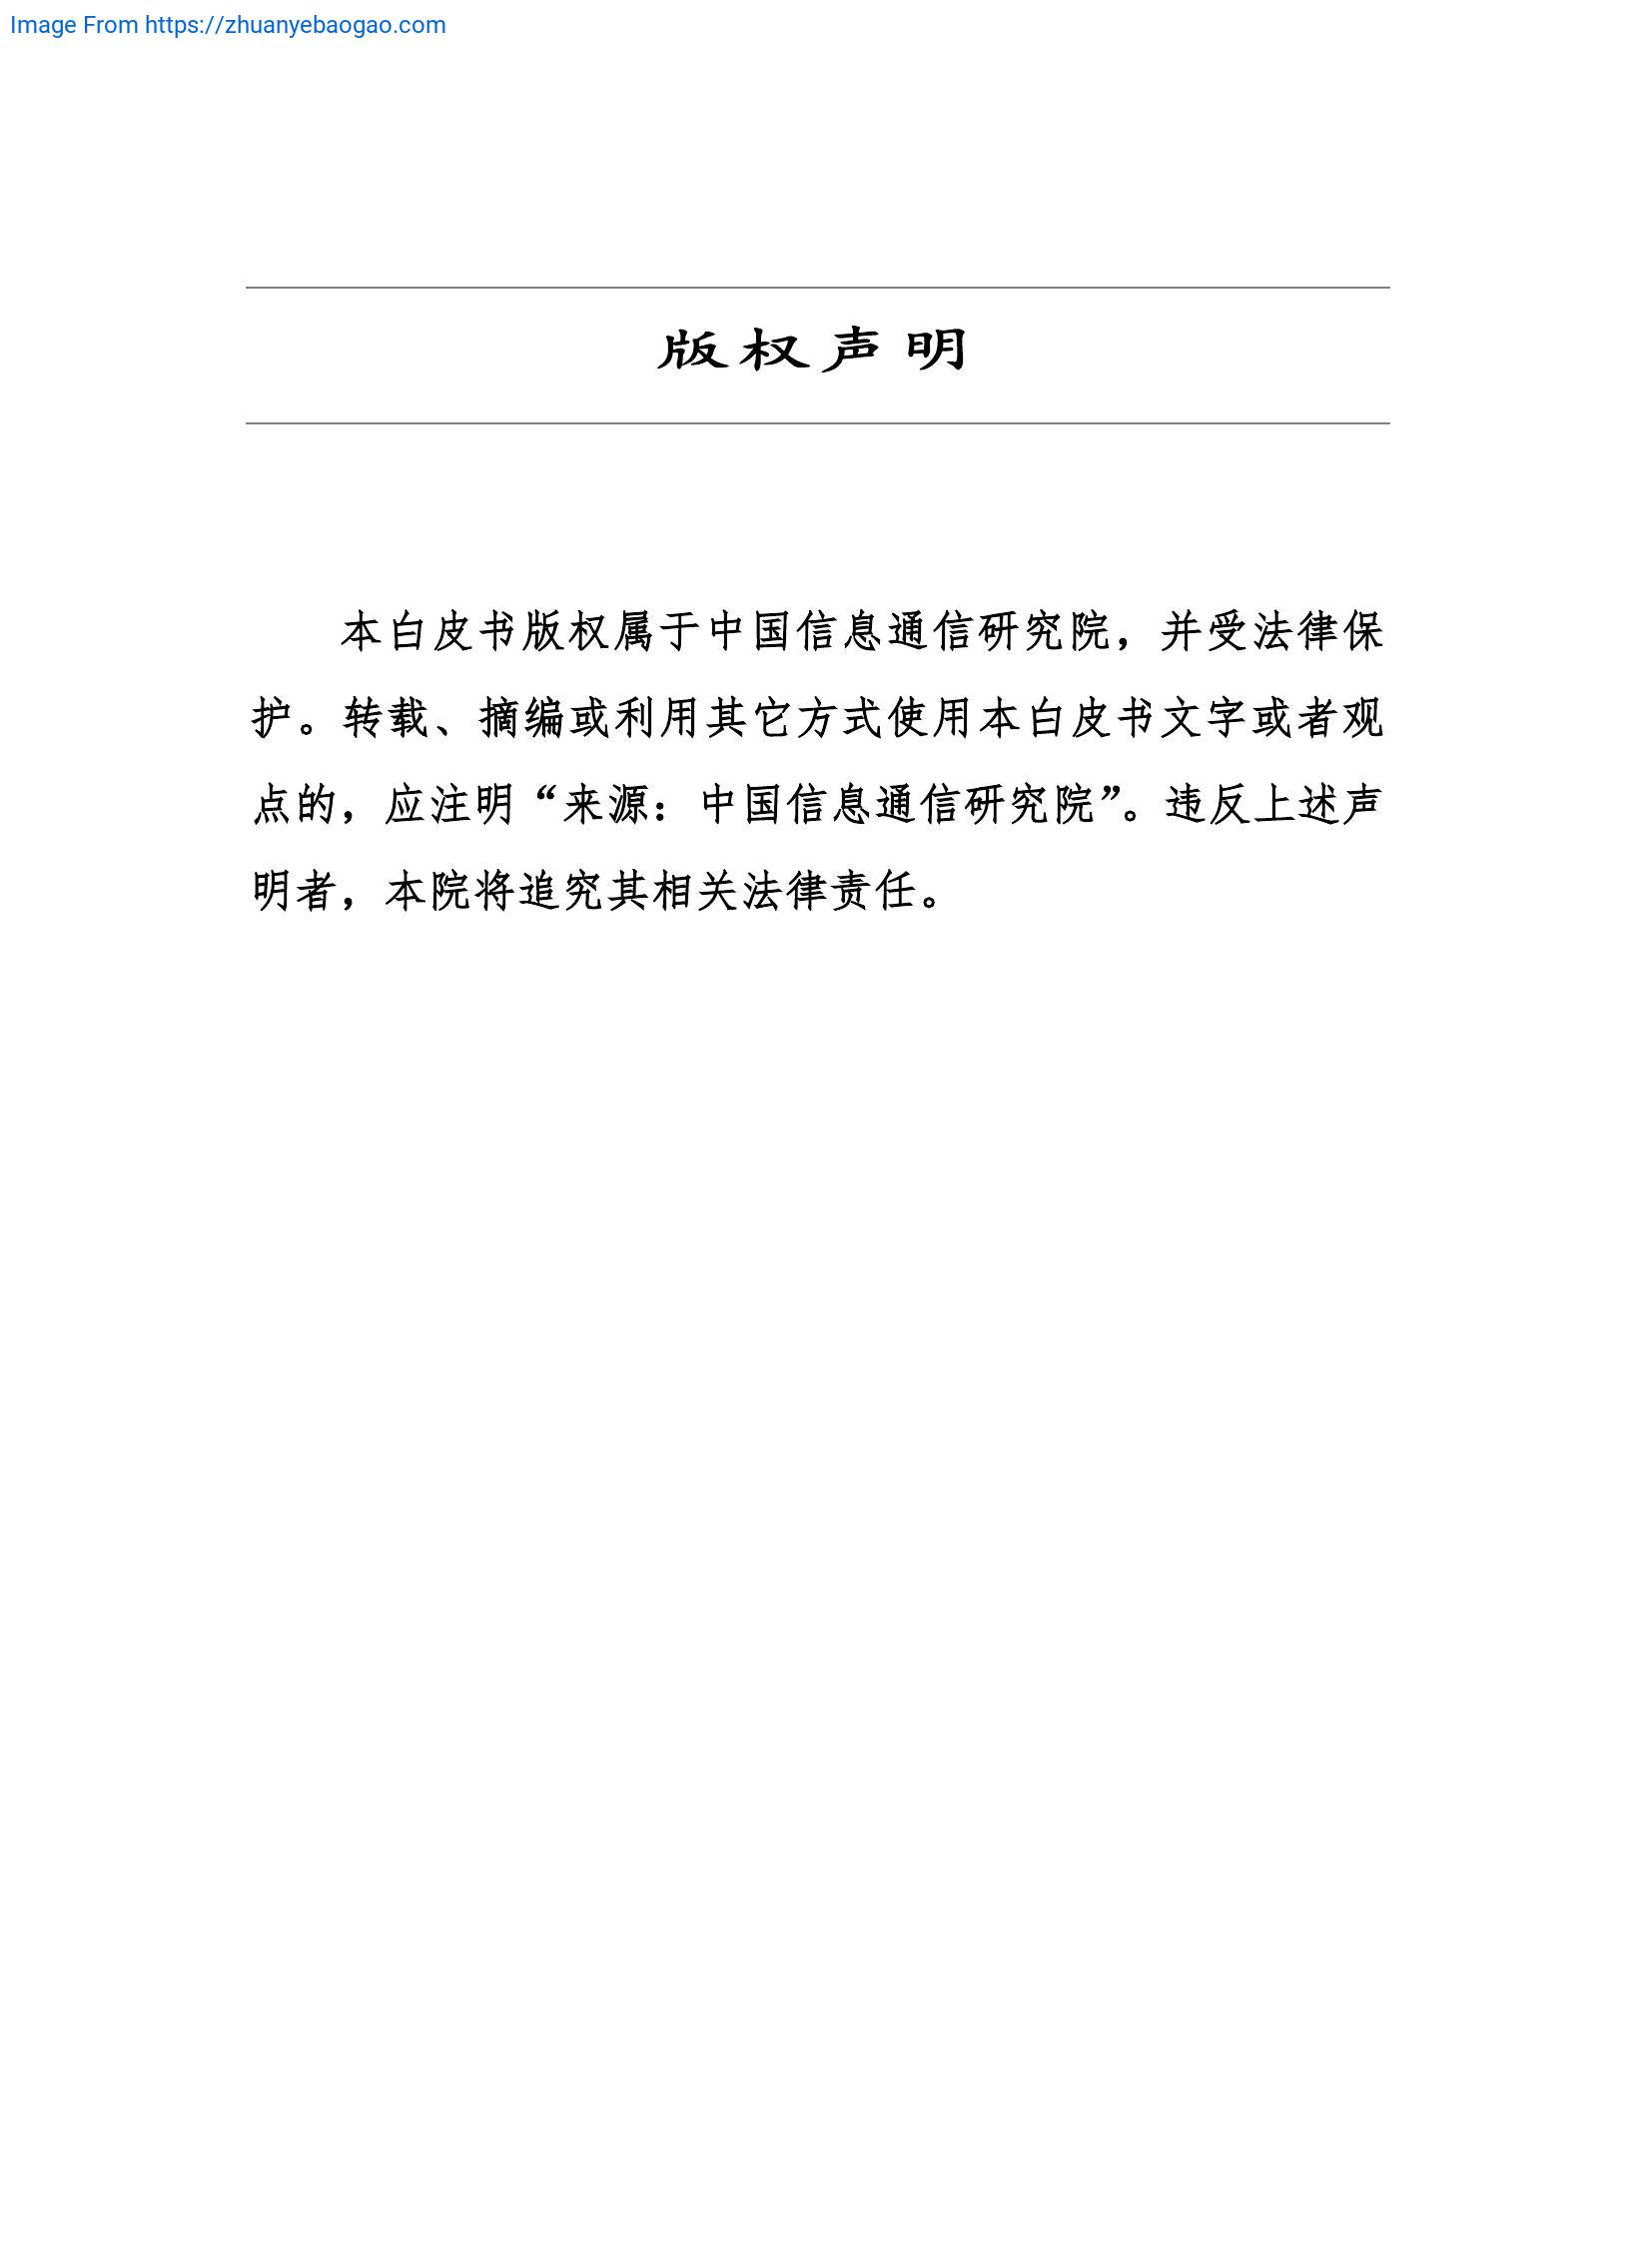 Image From https://zhuanyebaogao.com
版权声明
本白皮书版权属于中国信息通信研究院，并受法律保
护。转载、摘编或利用其它方式使用本白皮书文字或者观
点的，应注明“来源：中国信息通信研究院”。违反上述声
明者，本院将追究其相关法律责任。